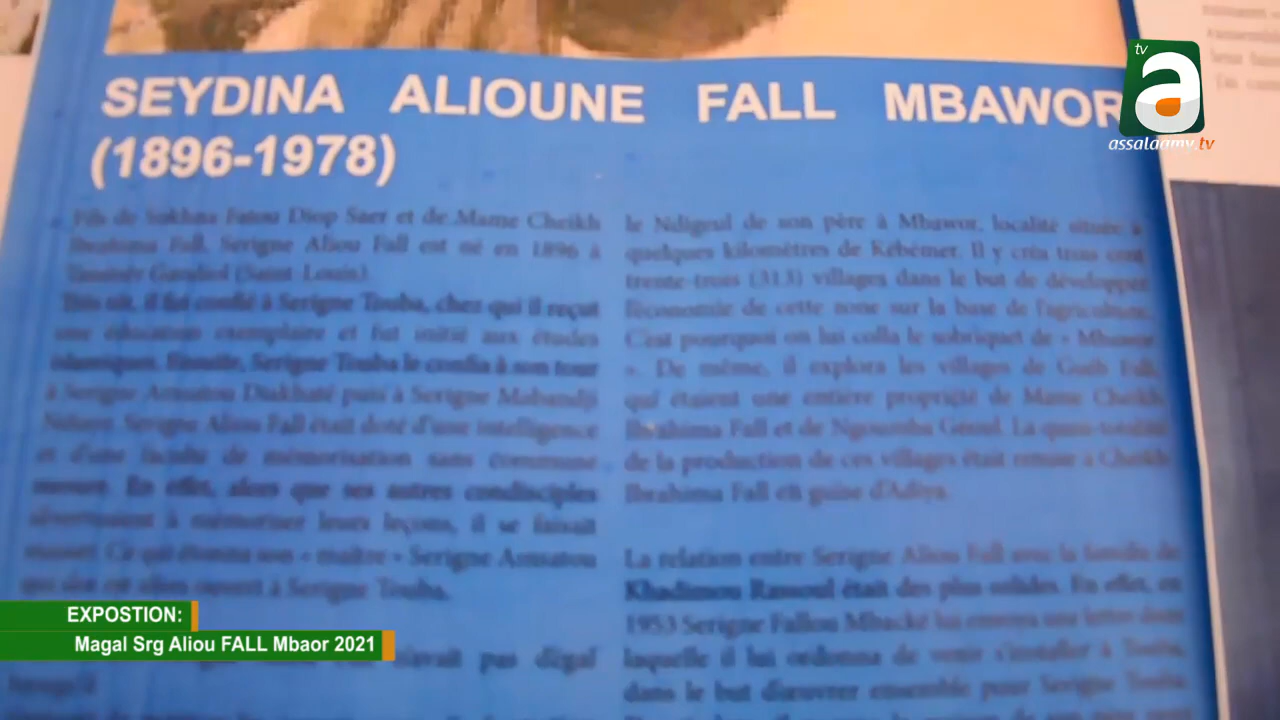 SEYDINA ALIOUNE FALL MBAWOR
(1896-1978)
Fils de Sokhna Fatou Diop Saer et de Mame Cheikh
Ibrahima Fall, Serigne Aliou Fall est né en 1896 à
Gandiol (Saint-Louis).
Très tôt, il fut confié à Serigne Touba, chez qui il reçut
une éducation exemplaire et fut initié aux études
islamiques. Ensuite, Serigne Touba le confia à son tour
à Serigne Amsatou Diakhaté puis à Serigne
Serigne Aliou Fall était doté d'une intelligence
et d'une faculté de mémorisation sans commune
mesure. En effet, alors que ses autres condisciples
à mémoriser leurs leçons, il se faisait
Ce qui étonna son « maître » Serigne Amsatou
à Serigne Touba.
pas d'égal
le Ndigeul de son père à Mbawor, localité située à
quelques kilomètres de Kébémer. Il y créa trois cent
trente-trois (313) villages dans le but de développer
l'économie de cette zone sur la base de l'agriculture.
C'est pourquoi on lui colla le sobriquet de « Mbawor
». De même, il explora les villages de Guith Fall,
qui étaient une entière propriété de Mame Cheikh
Ibrahima Fall et de Ngoumba Geoul. La quasi-totalité
de la production de ces villages était remise à Cheikh
Ibrahima Fall en guise d'Adiya.
La relation entre Serigne Aliou Fall avec la famille de
Khadimou Rassoul était des plus solides. En effet, en
1953 Serigne Fallou Mbacké lui envoya une lettre dans
laquelle il lui ordonna de venir s'installer à Touba,
dans le but d'œuvrer ensemble pour Serigne Touba.
tv
a
assalaamv.tv
EXPOSTION:
Magal Srg Aliou FALL Mbaor 2021